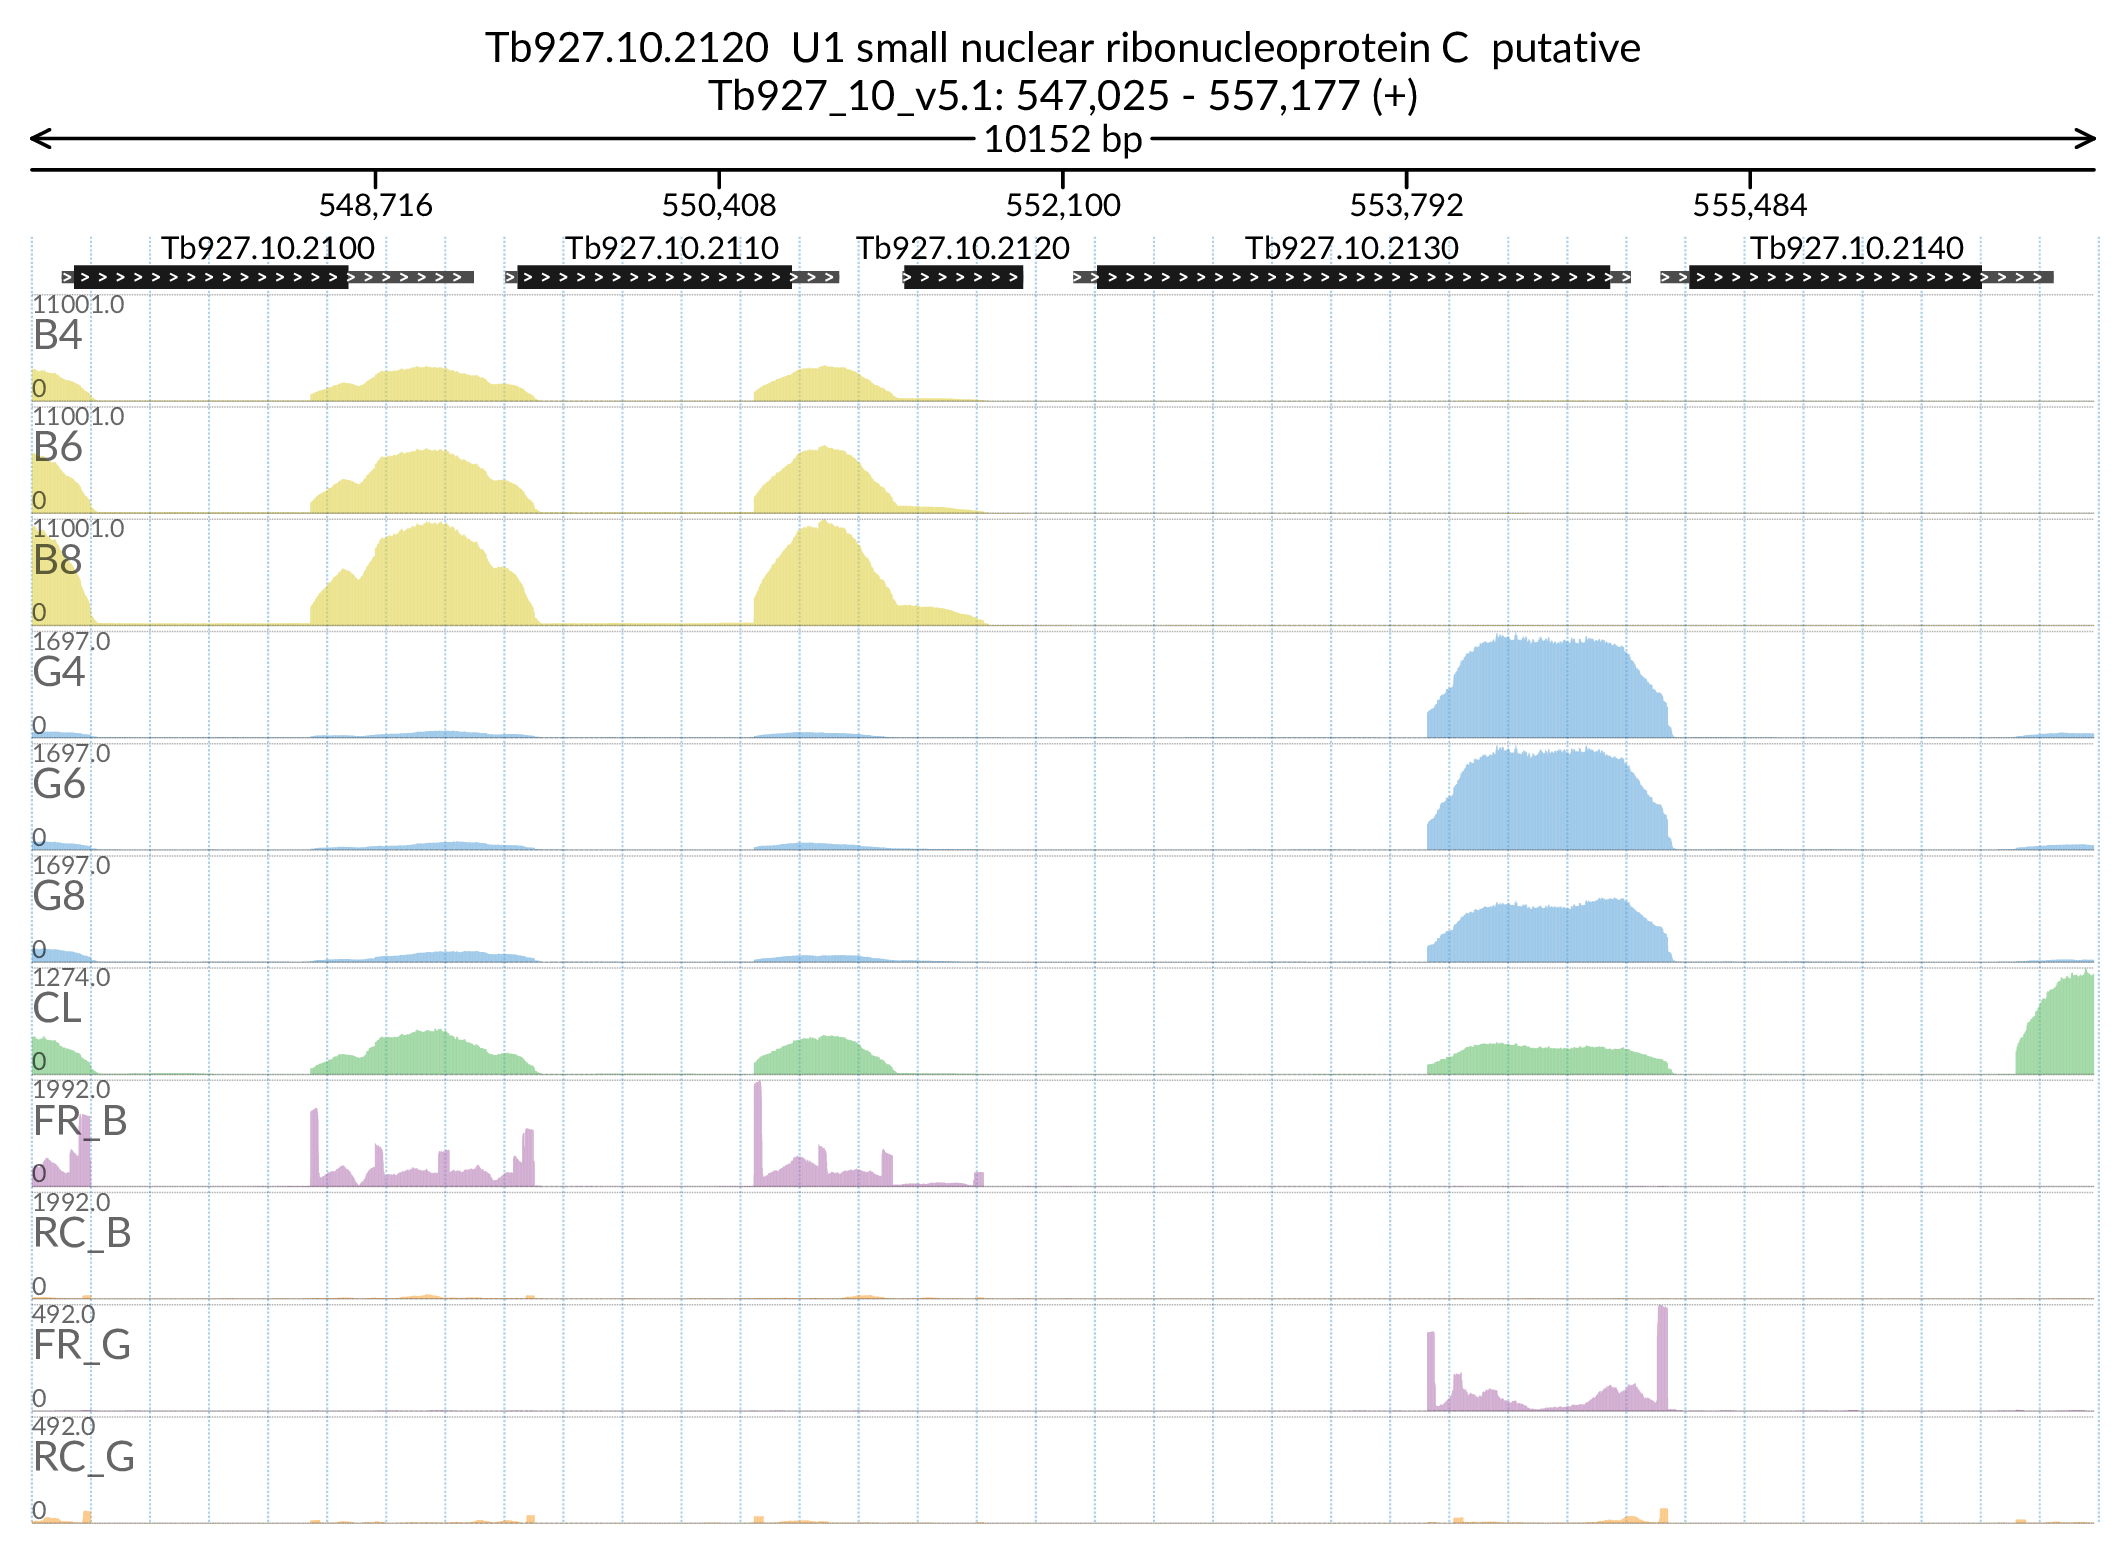 Tb927.10.2120 U1 small nuclear ribonucleoprotein C putative
Tb927_10_v5.1: 547,025 - 557,177 (+)
10152 bp
548,716 550,408 552,100 553,792 555,484
Tb927.10.2100 Tb927.10.2110 Tb927.10.2120 Tb927.10.2130 Tb927.10.2140
11001.0
B4
0
11001.0
B6
0
11001.0
B8
0
1697.0
G4
0
1697.0
G6
0
1697.0
G8
0
1274.0
CL
0
1992.0
FR_B
0
1992.0
RC_B
0
492.0
FR_G
0
492.0
RC_G
0